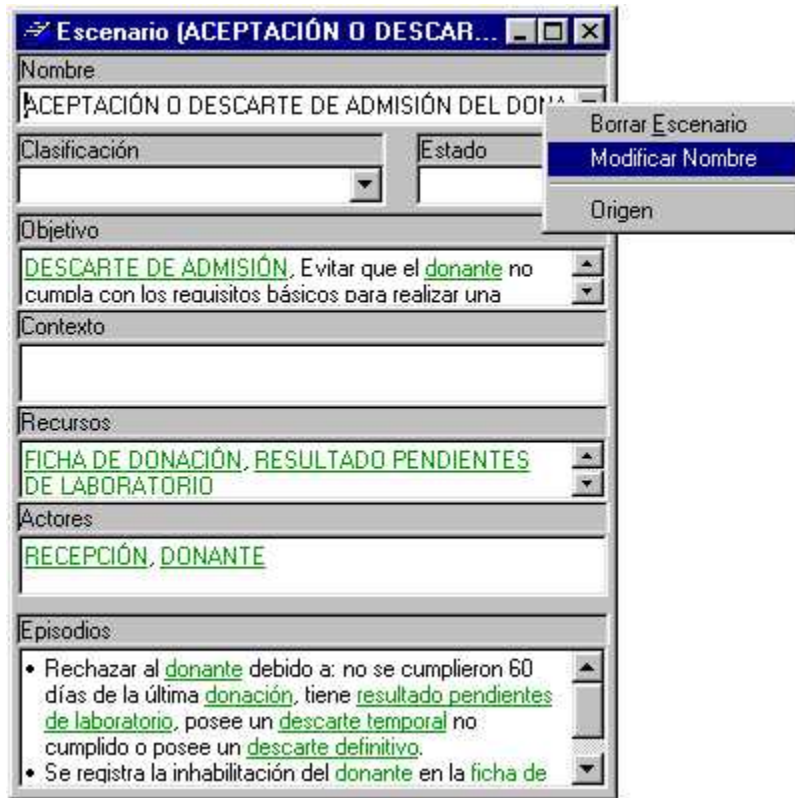 Escenario (ACEPTACIÓN O DESCAR...
Nombre
ACEPTACIÓN O DESCARTE DE ADMISIÓN DEL DONA
Borrar Escenario
Modificar Nombre
Origen
Clasificación
Estado
Objetivo
DESCARTE DE ADMISIÓN, Evitar que el donante no
cumpla con los requisitos básicos para realizar una
Contexto
Recursos
FICHA DE DONACIÓN, RESULTADO PENDIENTES
DE LABORATORIO
Actores
RECEPCIÓN, DONANTE
Episodios
• Rechazar al donante debido a: no se cumplieron 60
días de la última donación, tiene resultado pendientes
de laboratorio, posee un descarte temporal no
cumplido o posee un descarte definitivo.
• Se registra la inhabilitación del donante en la ficha de